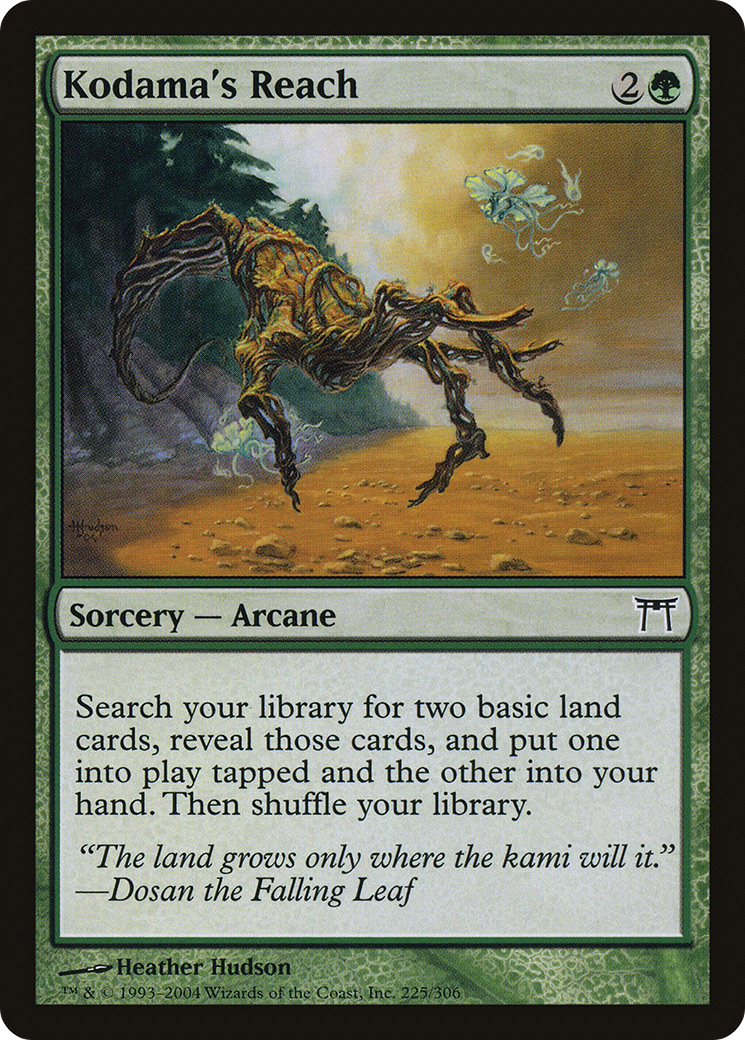 Kodama's Reach 2
HHudson
Sorcery — Arcane
Search your library for two basic land
cards, reveal those cards, and put one
into play tapped and the other into your
hand. Then shuffle your library.
“The land grows only where the kami will it.”
—Dosan the Falling Leaf
Heather Hudson
™ & © 1993–2004 Wizards of the Coast, Inc. 225/306